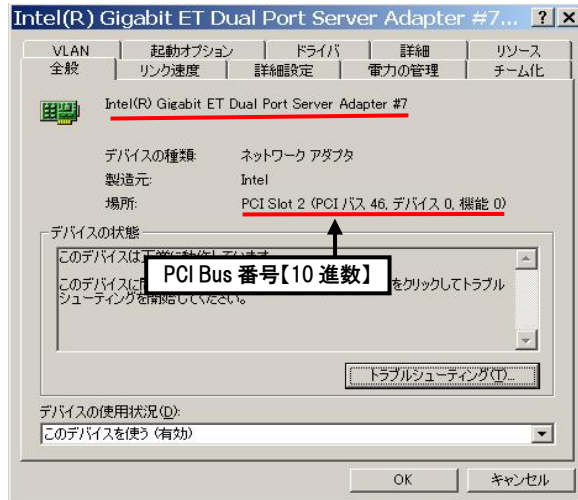 Intel(R) Gigabit ET Dual Port Server Adapter #7...
VLAN 起動オプション ドライバ 詳細 リソース
全般 リンク速度 詳細設定 電力の管理 チーム化
Intel(R) Gigabit ET Dual Port Server Adapter #7
デバイスの種類: ネットワーク アダプタ
製造元: Intel
場所: PCI Slot 2 (PCI バス 46, デバイス 0, 機能 0)
デバイスの状態
このデバイスは正常に動作しています。
PCI Bus 番号【10 進数】
このデバイスに をクリックしてトラブル
シューティングを開始してください。
トラブルシューティング(T)...
デバイスの使用状況(D):
このデバイスを使う (有効)
OK キャンセル